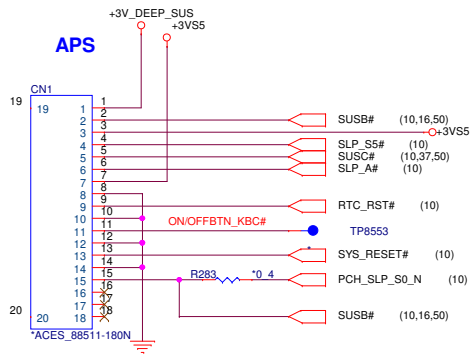 +3V_DEEP_SUS
+3VS5
APS
CN1
19 19 1 1
2 2 SUSB# (10,16,50)
3 3 +3VS5
4 4 SLP_S5# (10)
5 5 SUSC# (10,37,50)
6 6 SLP_A# (10)
7 7
8 8
9 9 RTC_RST# (10)
10 10 ON/OFFBTN_KBC#
11 11 TP8553
12 12
13 13 * SYS_RESET# (10)
14 14
15 15 R283 *0_4 PCH_SLP_S0_N (10)
16 16
17 17
20 20 18 18 SUSB# (10,16,50)
*ACES_88511-180N